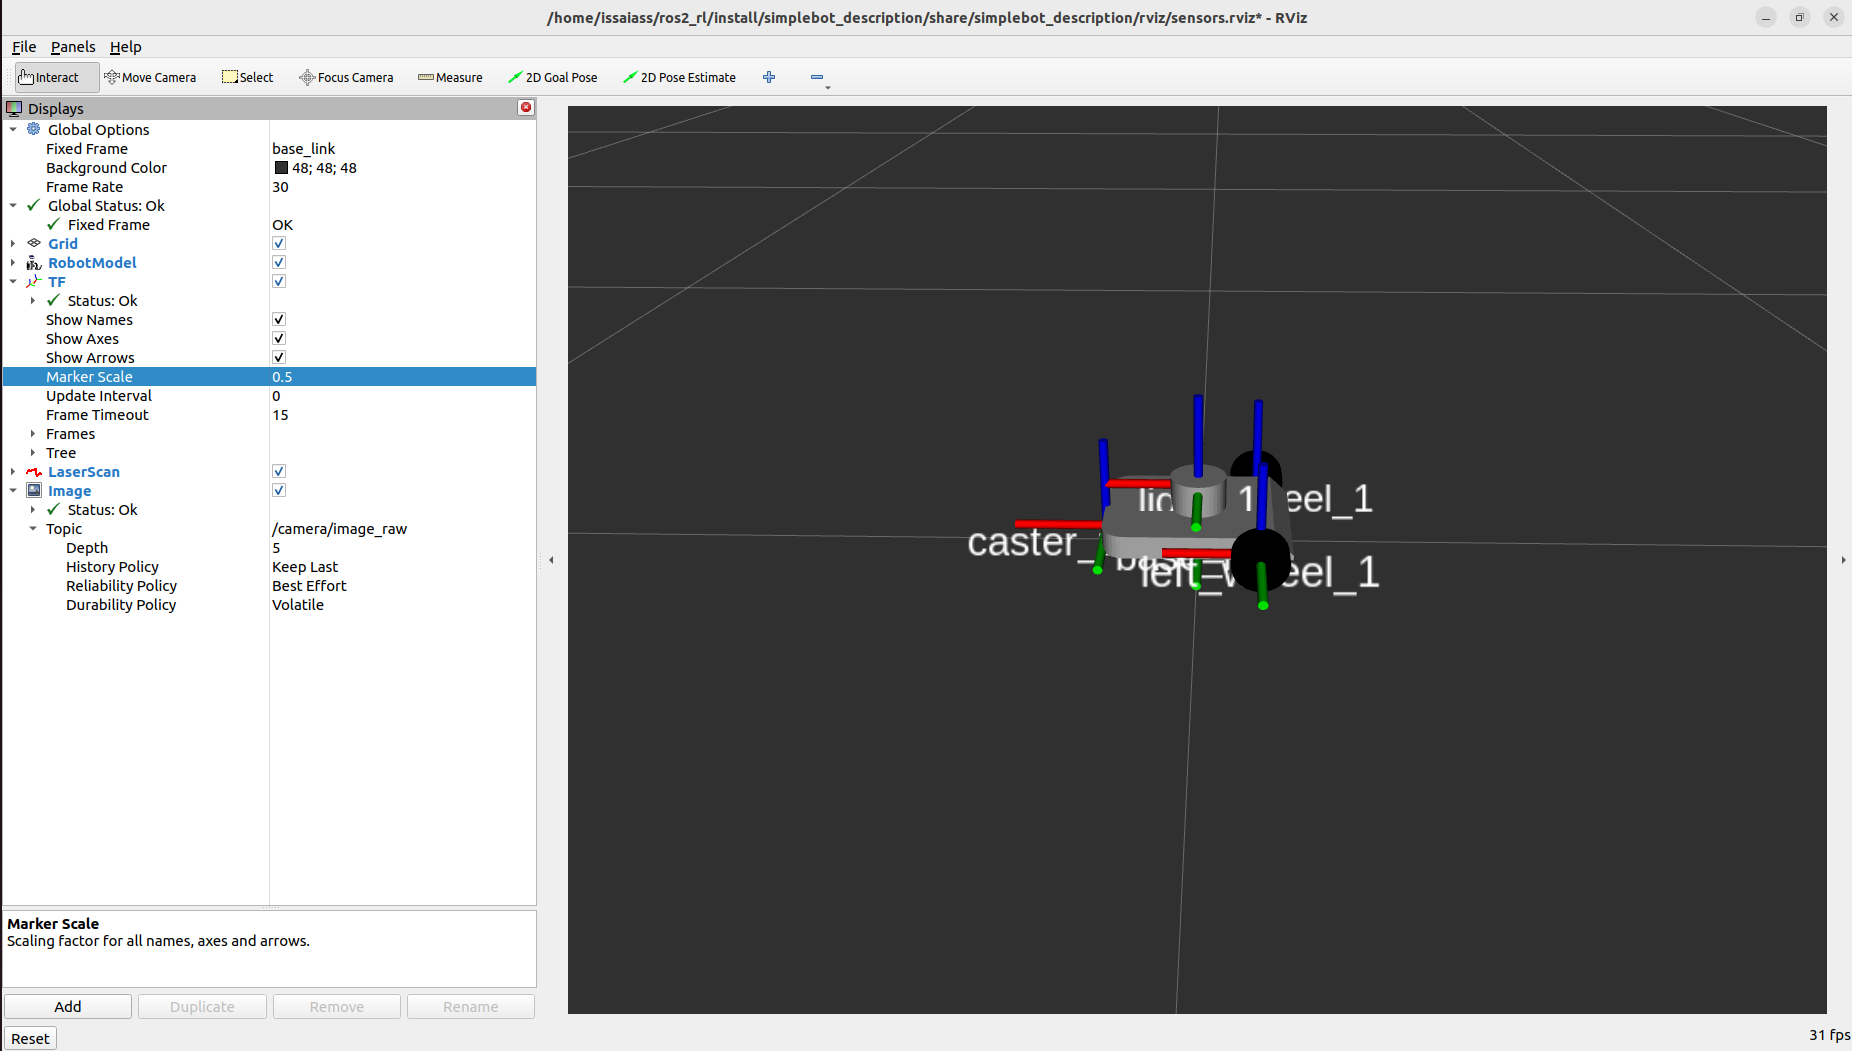 /home/issaiass/ros2_rl/install/simplebot_description/share/simplebot_description/rviz/sensors.rviz* - RViz
File Panels Help
Interact Move Camera Select Focus Camera Measure 2D Goal Pose 2D Pose Estimate
Displays
Global Options
Fixed Frame base_link
Background Color 48; 48; 48
Frame Rate 30
Global Status: Ok
Fixed Frame OK
Grid
RobotModel
TF
Status: Ok
Show Names
Show Axes
Show Arrows
Marker Scale 0.5
Update Interval 0
Frame Timeout 15
Frames
Tree
LaserScan
Image
Status: Ok
Topic /camera/image_raw
Depth 5
History Policy Keep Last
Reliability Policy Best Effort
Durability Policy Volatile
Marker Scale
Scaling factor for all names, axes and arrows.
Add Duplicate Remove Rename
Reset
eel_1
caster_
left_w eel_1
31 fps